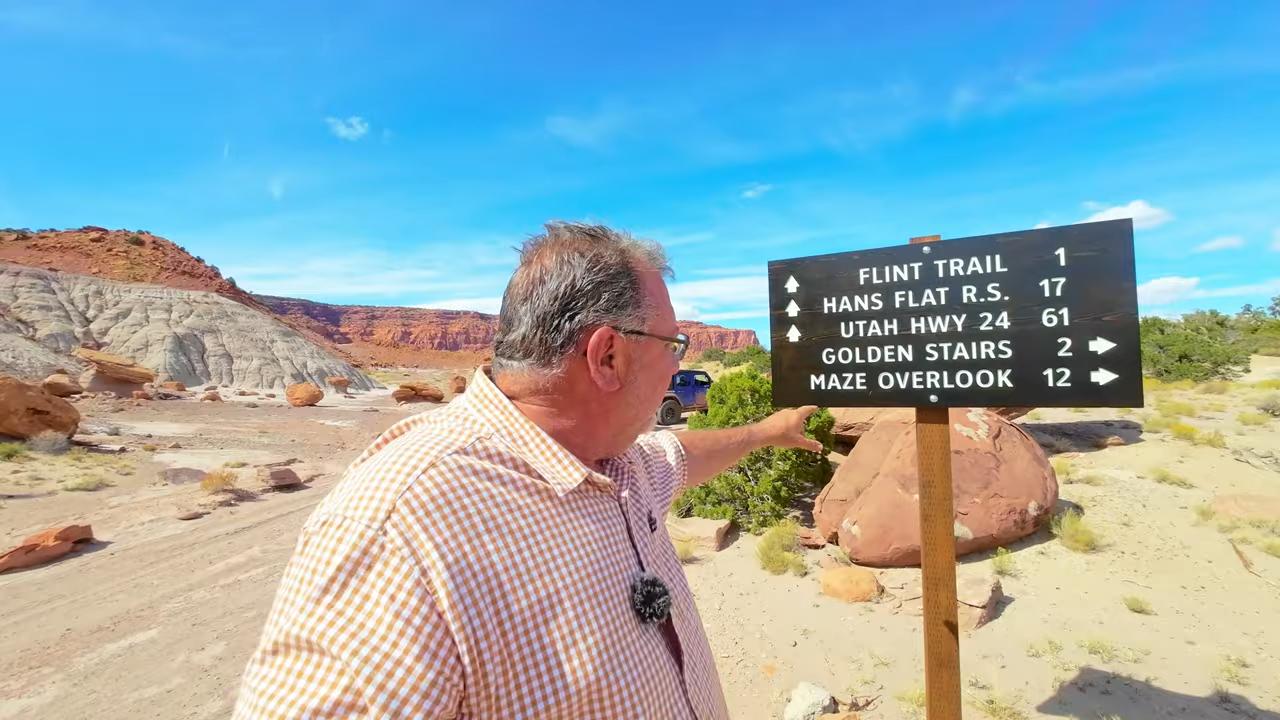 FLINT TRAIL 1
HANS FLAT R.S. 17
UTAH HWY 24 61
GOLDEN STAIRS 2
MAZE OVERLOOK 12